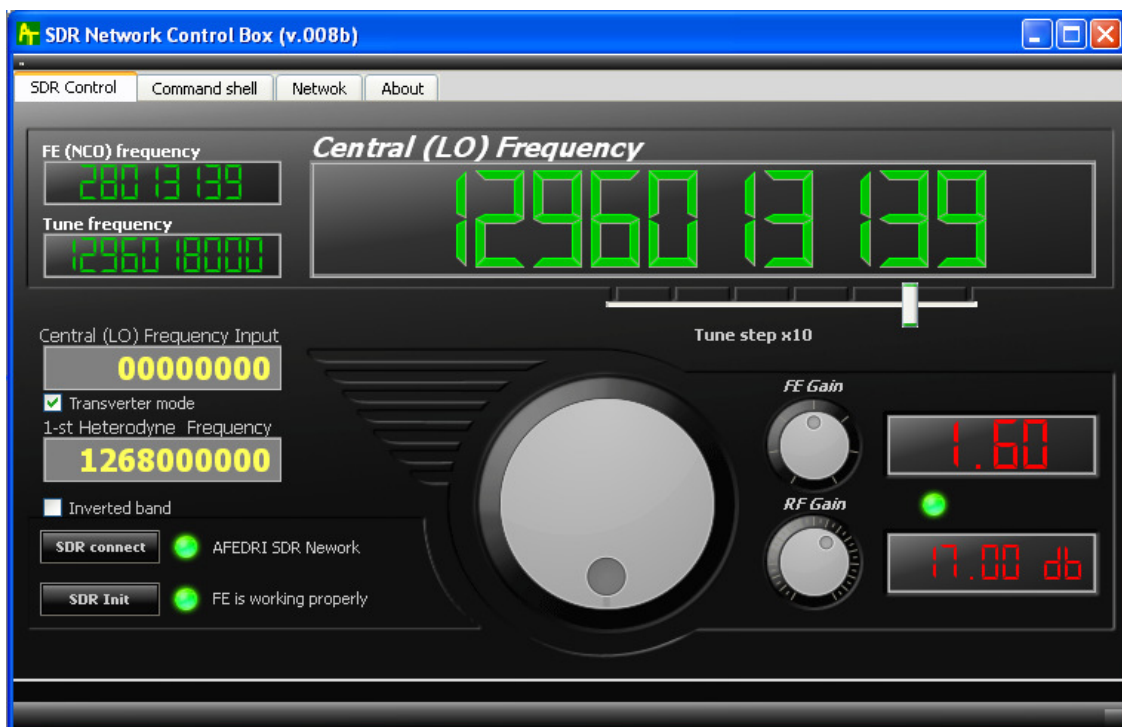 AT SDR Network Control Box (v.008b)
SDR Control Command shell Netwok About
FE (NCO) frequency
28013139
Tune frequency
1296018000
Central (LO) Frequency
1296013139
Tune step x10
Central (LO) Frequency Input
00000000
Transverter mode
1-st Heterodyne Frequency
1268000000
Inverted band
SDR connect AFEDRI SDR Nework
SDR Init FE is working properly
FE Gain
1.60
RF Gain
17.00 db